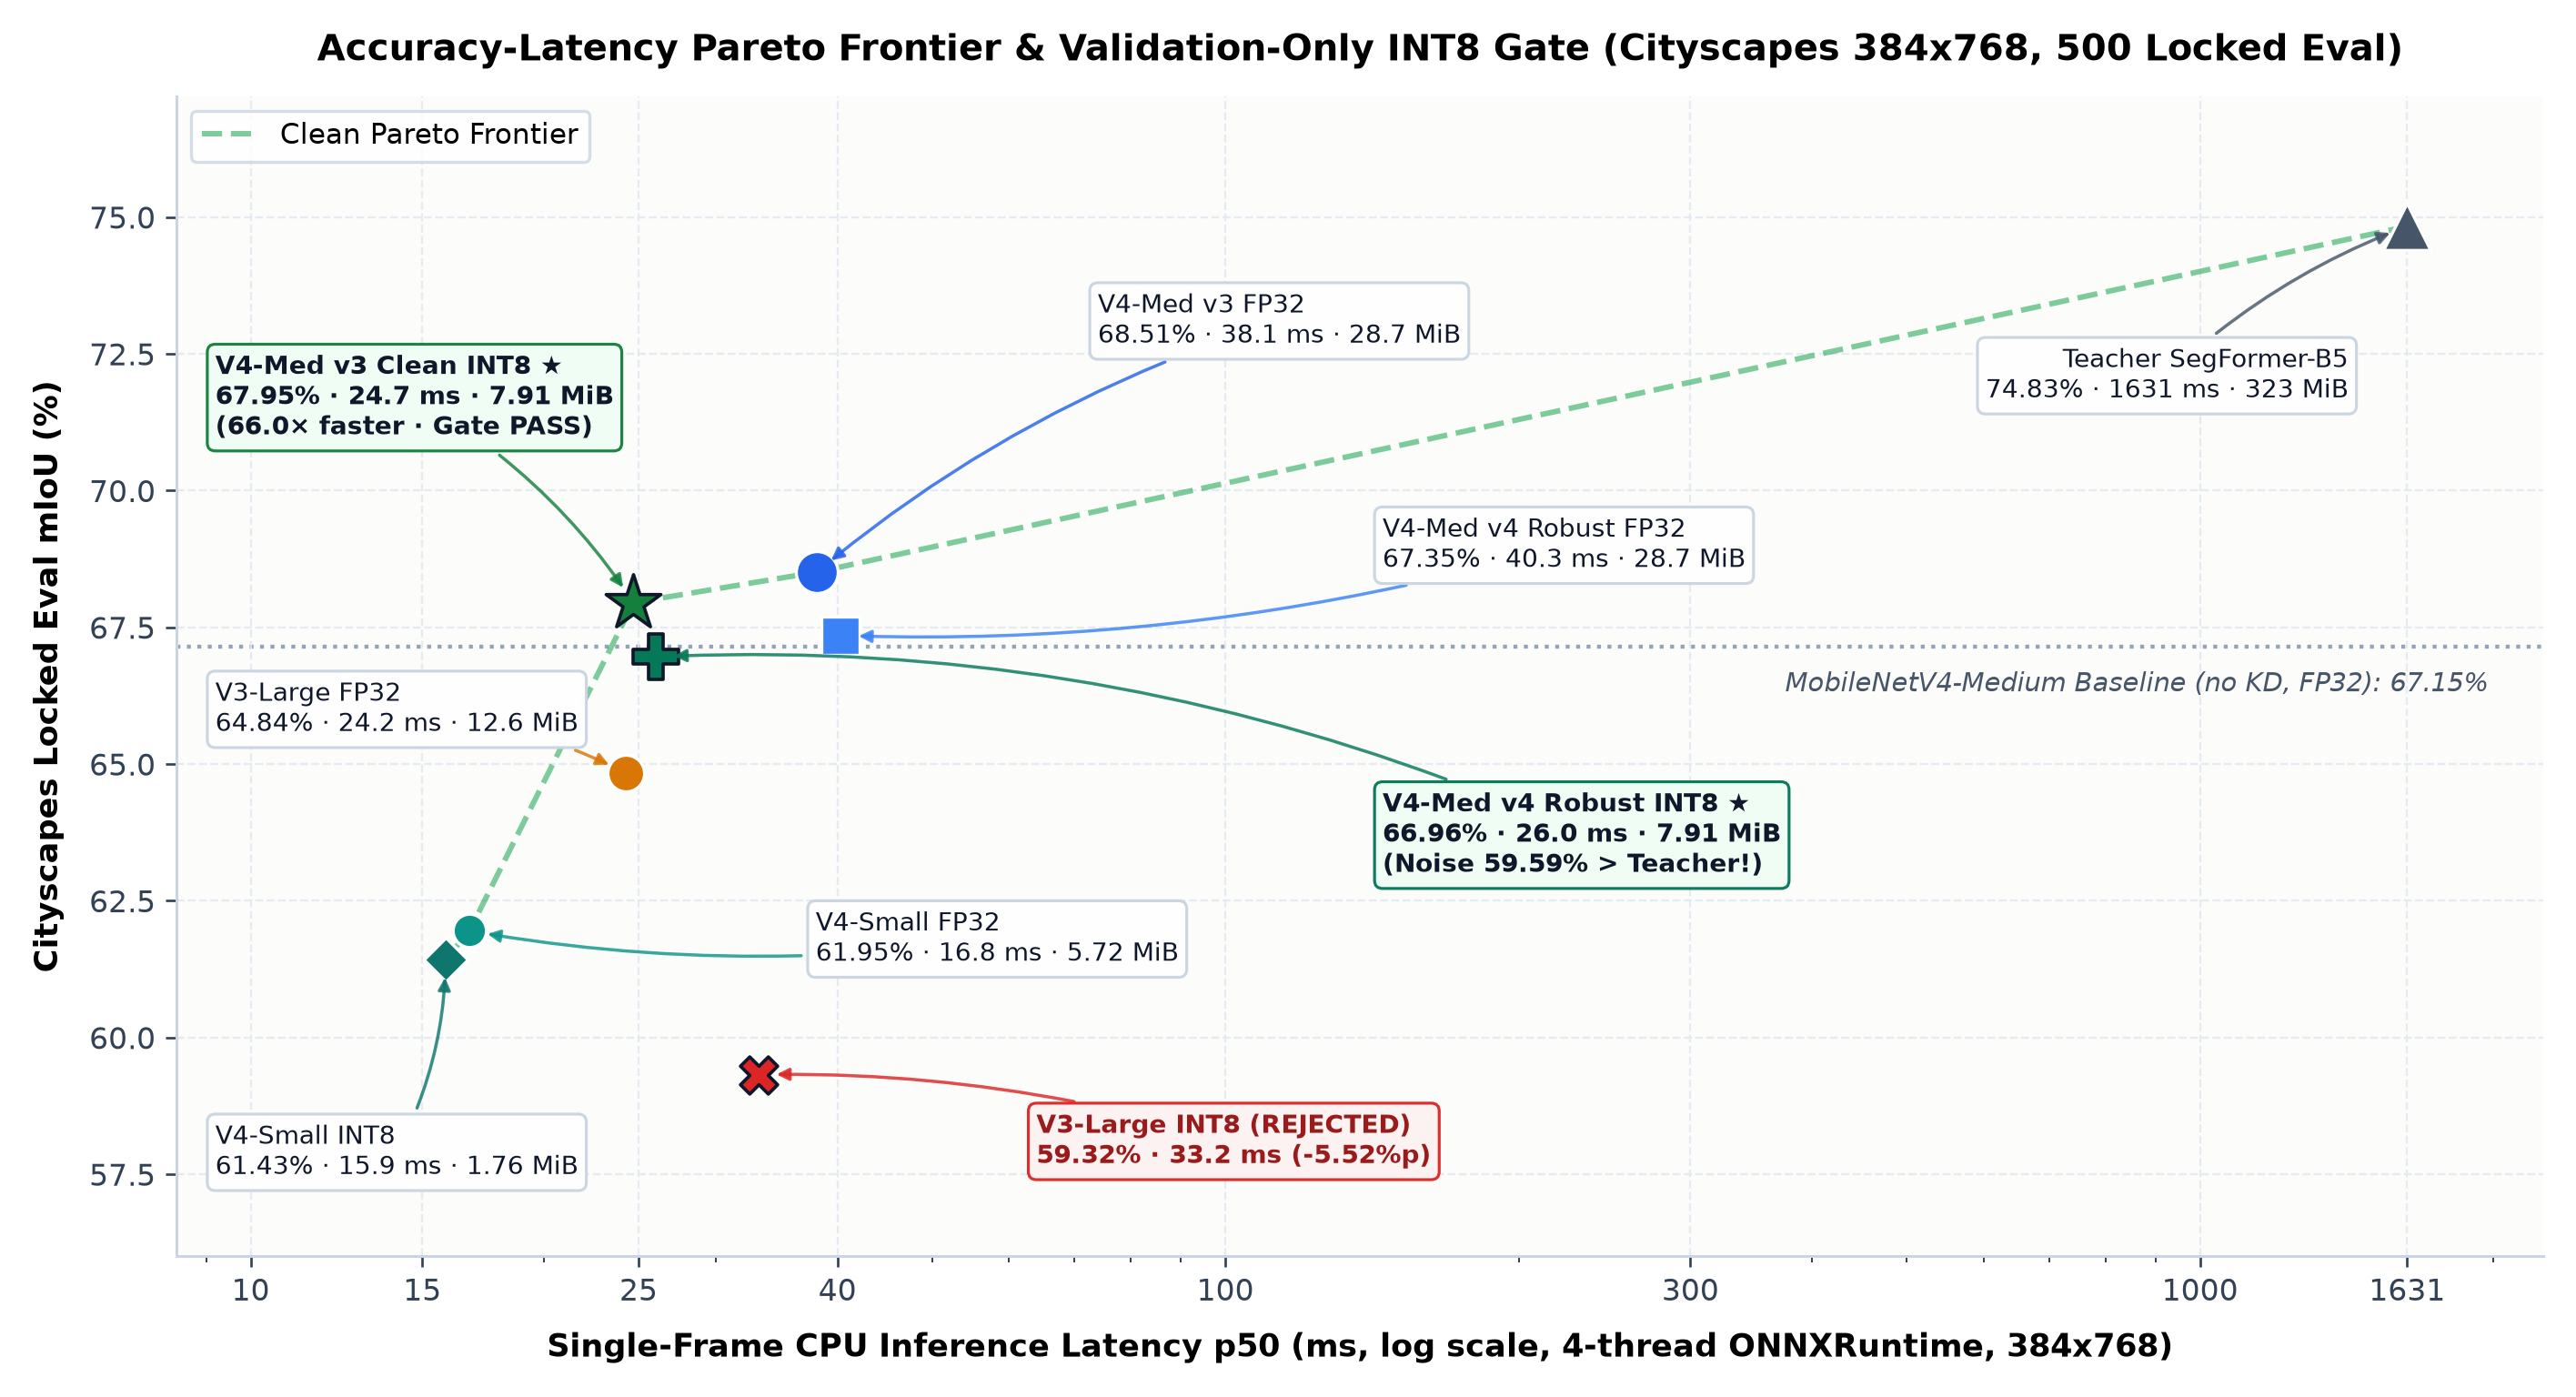 Accuracy-Latency Pareto Frontier & Validation-Only INT8 Gate (Cityscapes 384x768, 500 Locked Eval)
Clean Pareto Frontier
Cityscapes Locked Eval mIoU (%)
75.0
72.5
70.0
67.5
65.0
62.5
60.0
57.5
V4-Med v3 FP32
68.51% · 38.1 ms · 28.7 MiB
V4-Med v3 Clean INT8 ★
67.95% · 24.7 ms · 7.91 MiB
(66.0× faster · Gate PASS)
Teacher SegFormer-B5
74.83% · 1631 ms · 323 MiB
V4-Med v4 Robust FP32
67.35% · 40.3 ms · 28.7 MiB
MobileNetV4-Medium Baseline (no KD, FP32): 67.15%
V3-Large FP32
64.84% · 24.2 ms · 12.6 MiB
V4-Med v4 Robust INT8 ★
66.96% · 26.0 ms · 7.91 MiB
(Noise 59.59% > Teacher!)
V4-Small FP32
61.95% · 16.8 ms · 5.72 MiB
V3-Large INT8 (REJECTED)
59.32% · 33.2 ms (-5.52%p)
V4-Small INT8
61.43% · 15.9 ms · 1.76 MiB
10 15 25 40 100 300 1000 1631
Single-Frame CPU Inference Latency p50 (ms, log scale, 4-thread ONNXRuntime, 384x768)